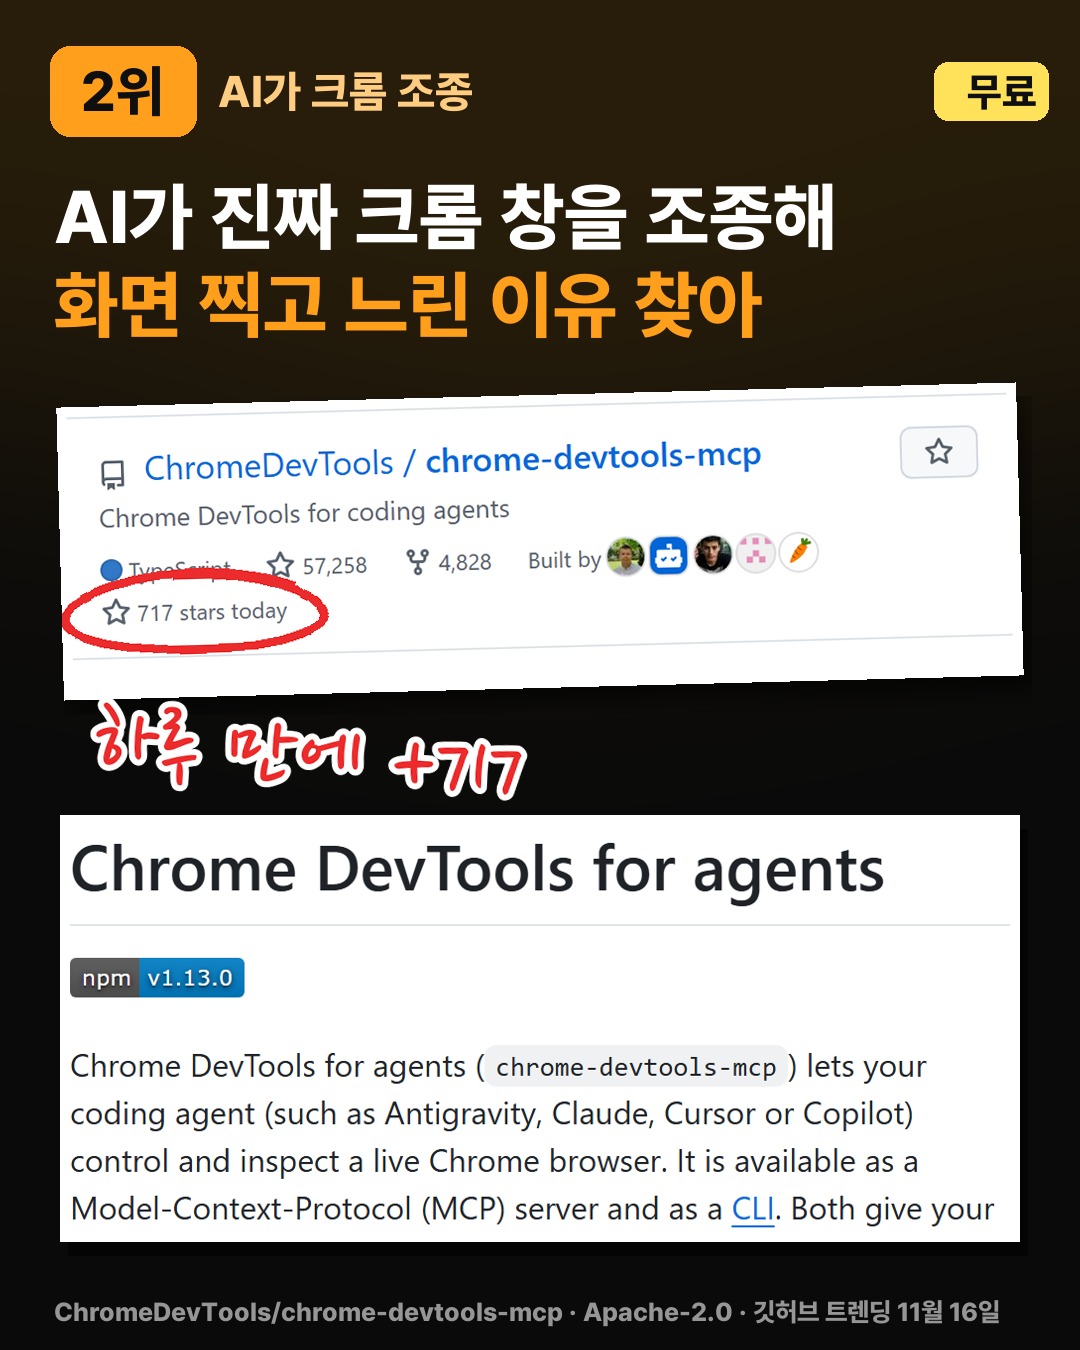 2위
AI가 크롬 조종
무료
AI가 진짜 크롬 창을 조종해
화면 찍고 느린 이유 찾아
ChromeDevTools / chrome-devtools-mcp
Chrome DevTools for coding agents
TypeScript 57,258 4,828 Built by
717 stars today
하루 만에 +717
Chrome DevTools for agents
npm v1.13.0
Chrome DevTools for agents (chrome-devtools-mcp) lets your
coding agent (such as Antigravity, Claude, Cursor or Copilot)
control and inspect a live Chrome browser. It is available as a
Model-Context-Protocol (MCP) server and as a CLI. Both give your
ChromeDevTools/chrome-devtools-mcp · Apache-2.0 · 깃허브 트렌딩 11월 16일